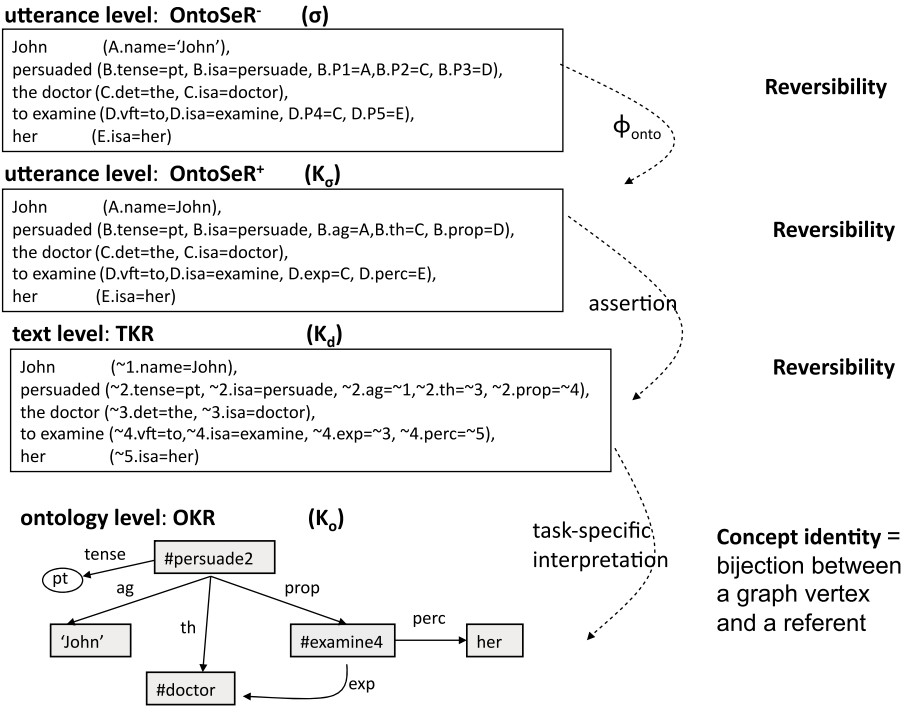 utterance level: OntoSeR- (σ)
John (A.name=‘John’),
persuaded (B.tense=pt, B.isa=persuade, B.P1=A,B.P2=C, B.P3=D),
the doctor (C.det=the, C.isa=doctor),
to examine (D.vft=to,D.isa=examine, D.P4=C, D.P5=E),
her (E.isa=her)
Reversibility
ϕonto
utterance level: OntoSeR+ (Kσ)
John (A.name=John),
persuaded (B.tense=pt, B.isa=persuade, B.ag=A,B.th=C, B.prop=D),
the doctor (C.det=the, C.isa=doctor),
to examine (D.vft=to,D.isa=examine, D.exp=C, D.perc=E),
her (E.isa=her)
Reversibility
assertion
text level: TKR (Kd)
John (~1.name=John),
persuaded (~2.tense=pt, ~2.isa=persuade, ~2.ag=~1,~2.th=~3, ~2.prop=~4),
the doctor (~3.det=the, ~3.isa=doctor),
to examine (~4.vft=to,~4.isa=examine, ~4.exp=~3, ~4.perc=~5),
her (~5.isa=her)
Reversibility
ontology level: OKR (Ko)
task-specific
interpretation
Concept identity =
bijection between
a graph vertex
and a referent
tense
#persuade2
pt
ag
prop
th
perc
‘John’
#examine4
her
#doctor
exp